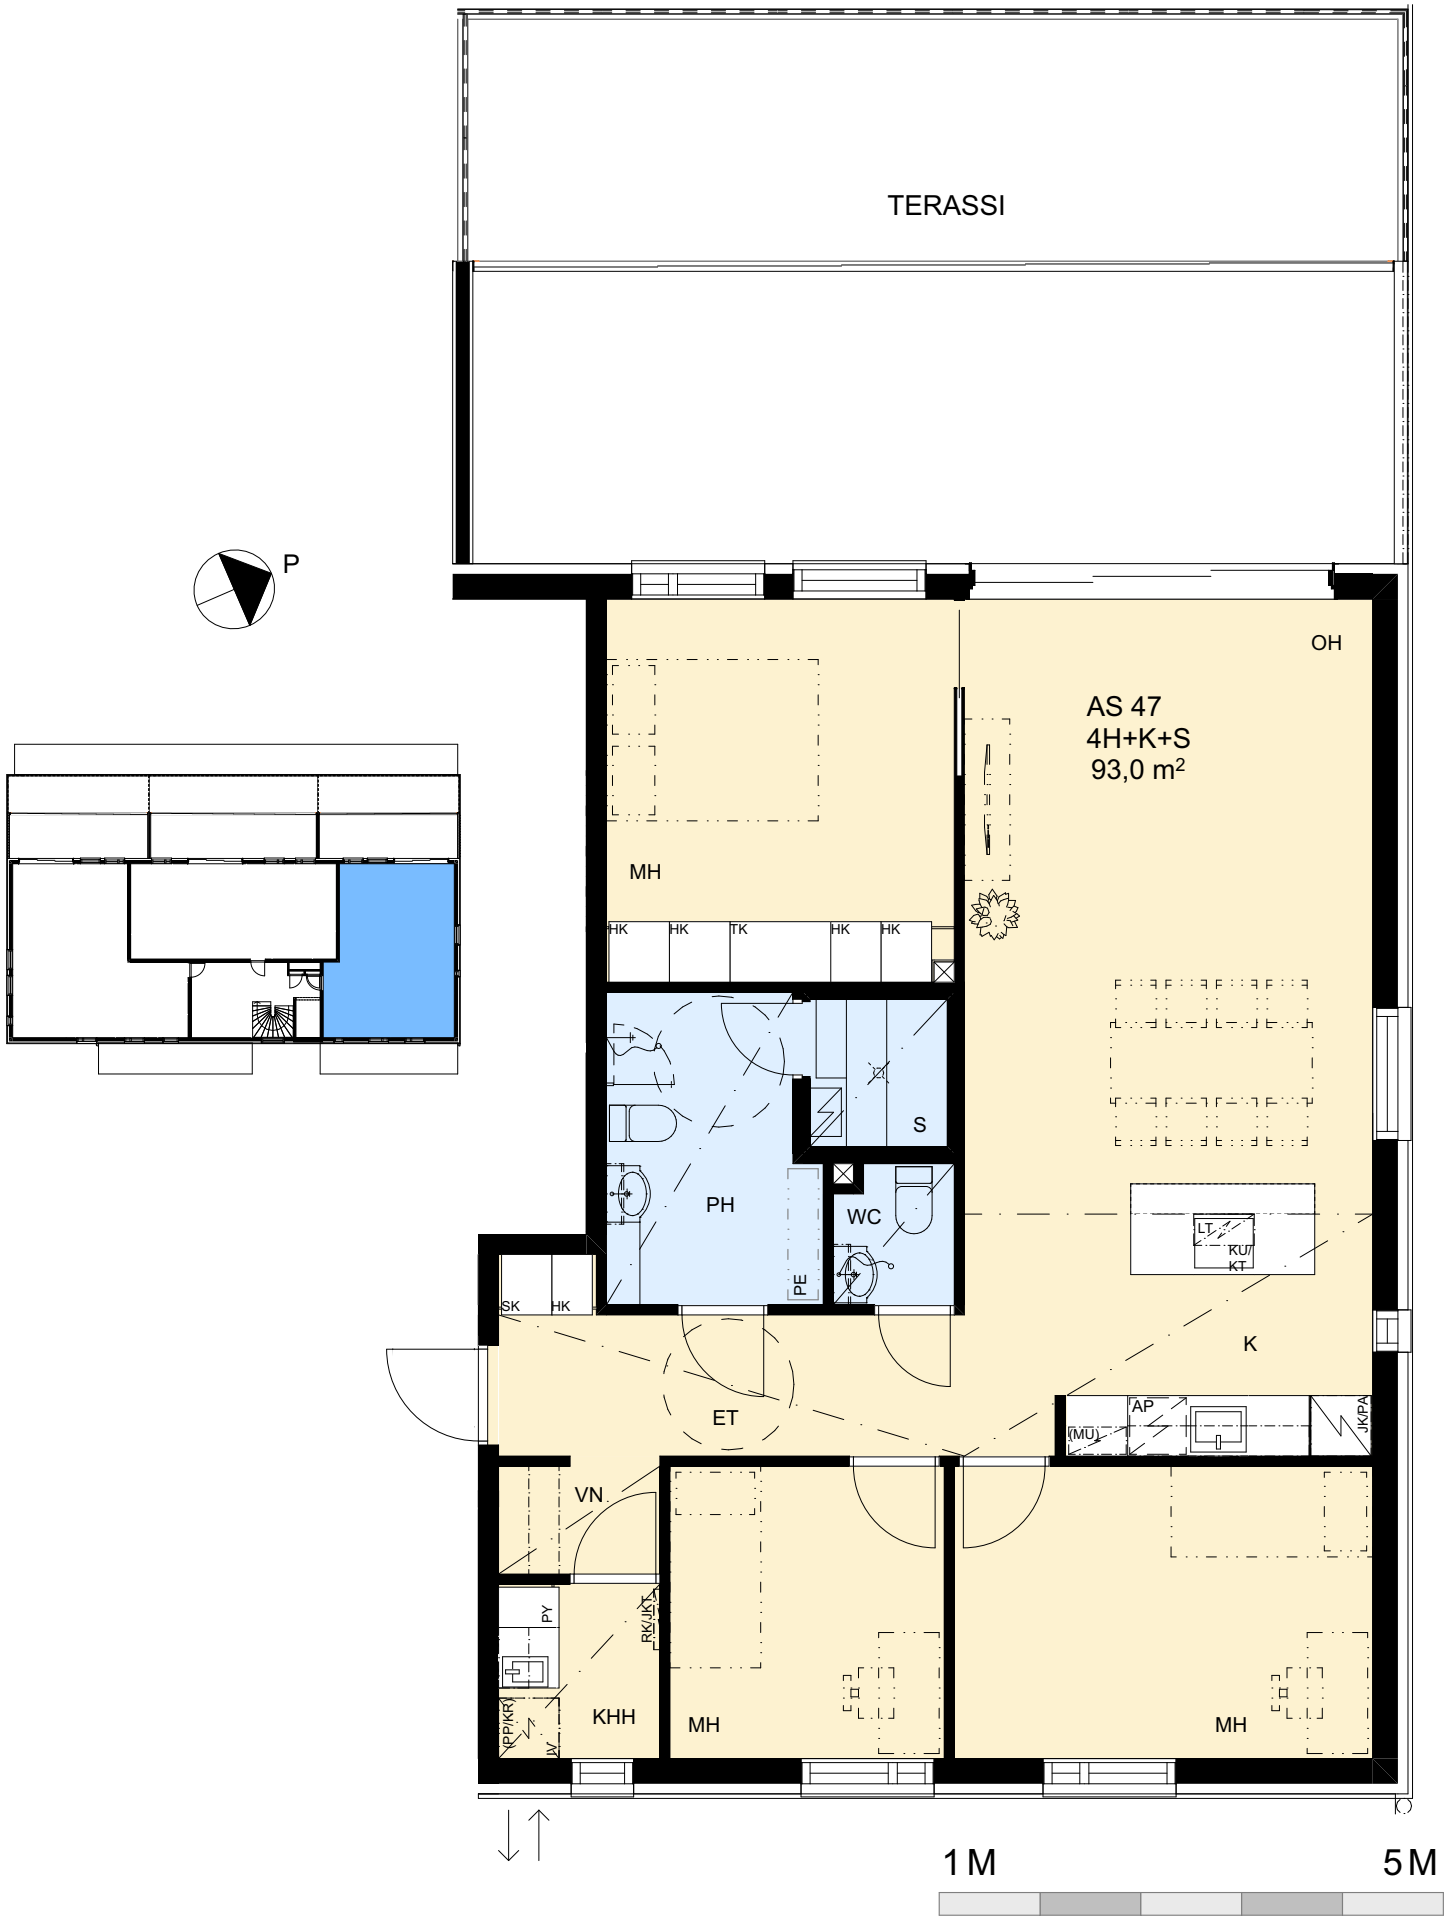 TERASSI
P
OH
AS 47
4H+K+S
93,0 m²
MH
HK HK TK HK HK
S
PH
WC
LT
KU/
KT
PE
SK HK
K
ET
AP
(MU)
JK/PA
VN
PY
RK/JKT
KHH
(PP/KR)
IV
MH
MH
1 M 5 M